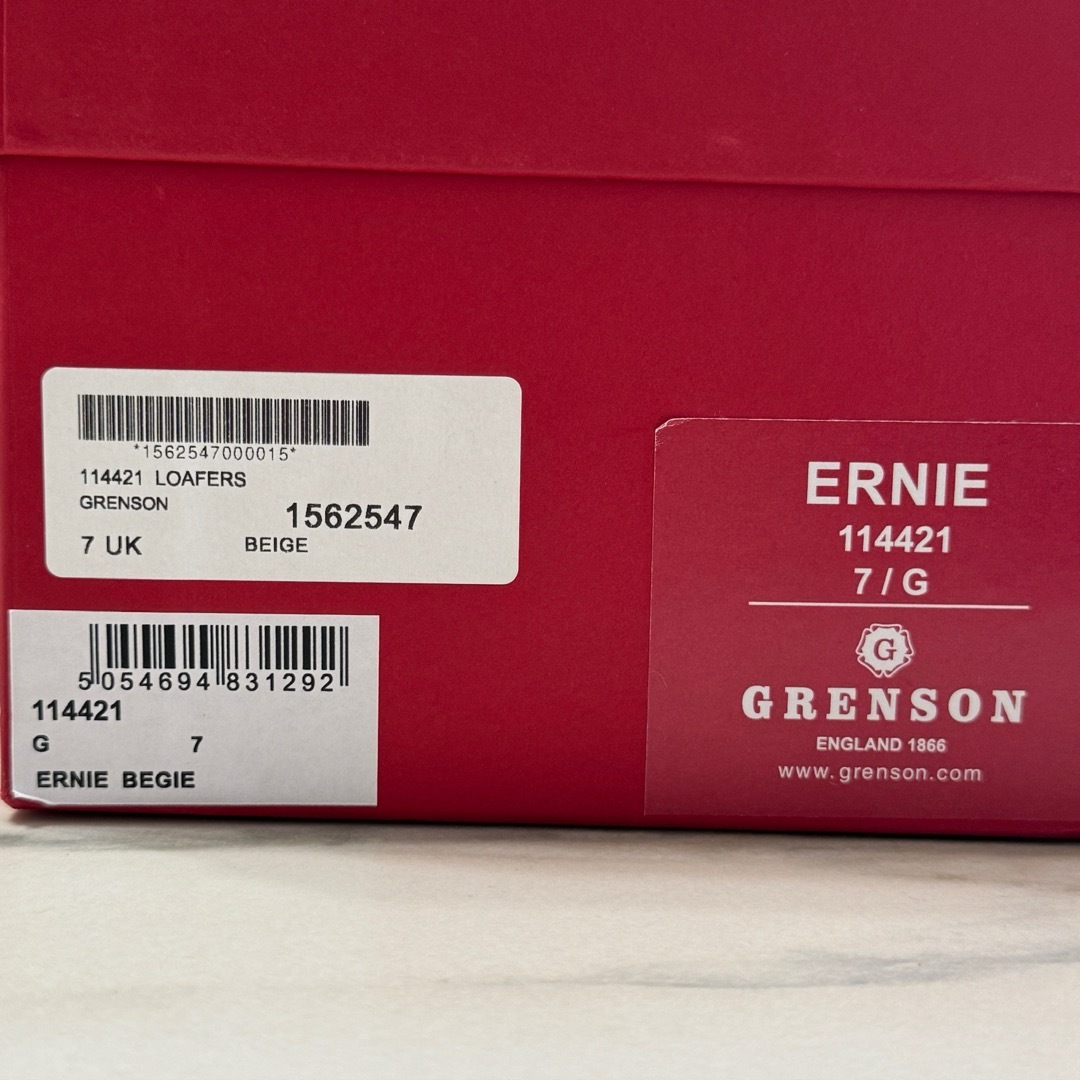 *1562547000015*
114421 LOAFERS
GRENSON
1562547
7 UK
BEIGE
5 054694 831292
114421
G 7
ERNIE BEGIE
ERNIE
114421
7 / G
G
GRENSON
ENGLAND 1866
www.grenson.com